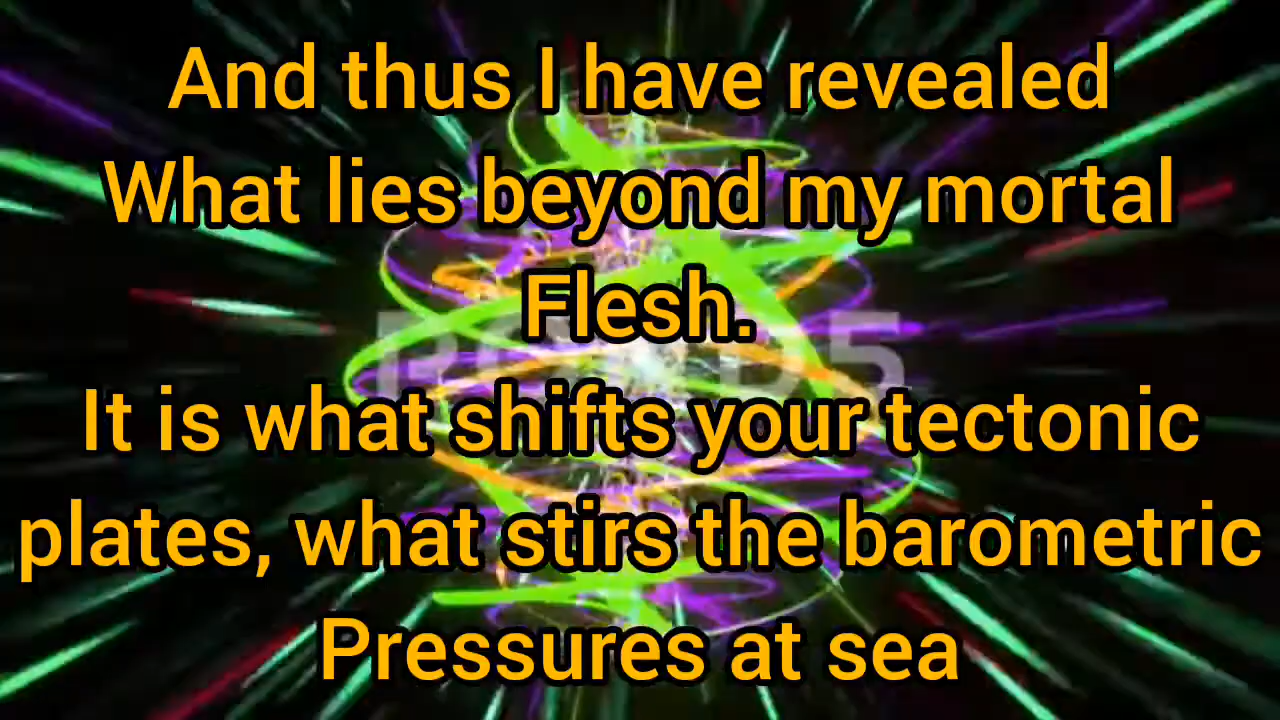 And thus I have revealed
What lies beyond my mortal
Flesh.
It is what shifts your tectonic
plates, what stirs the barometric
Pressures at sea